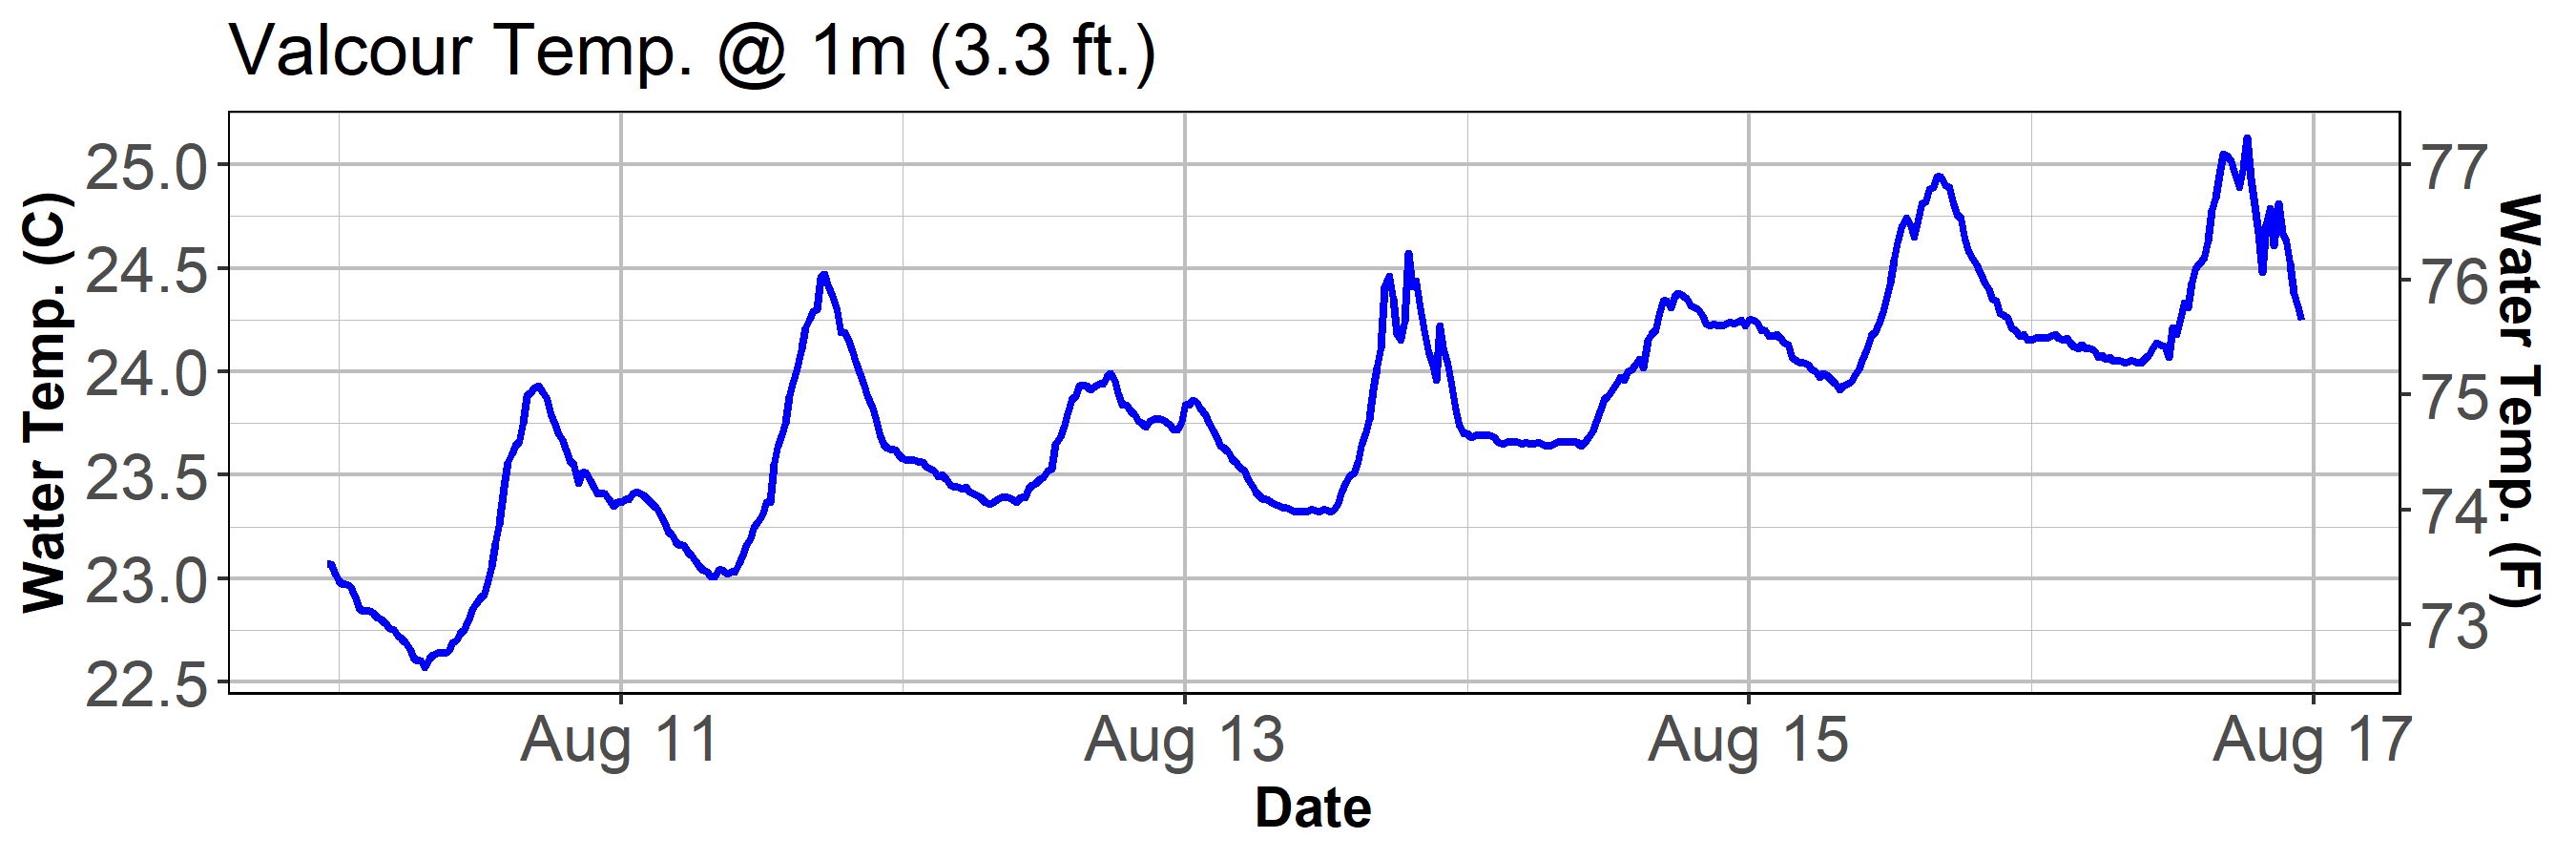 Valcour Temp. @ 1m (3.3 ft.)
Water Temp. (C)
25.0
24.5
24.0
23.5
23.0
22.5
77
76
75
74
73
Water Temp. (F)
Aug 11 Aug 13 Aug 15 Aug 17
Date